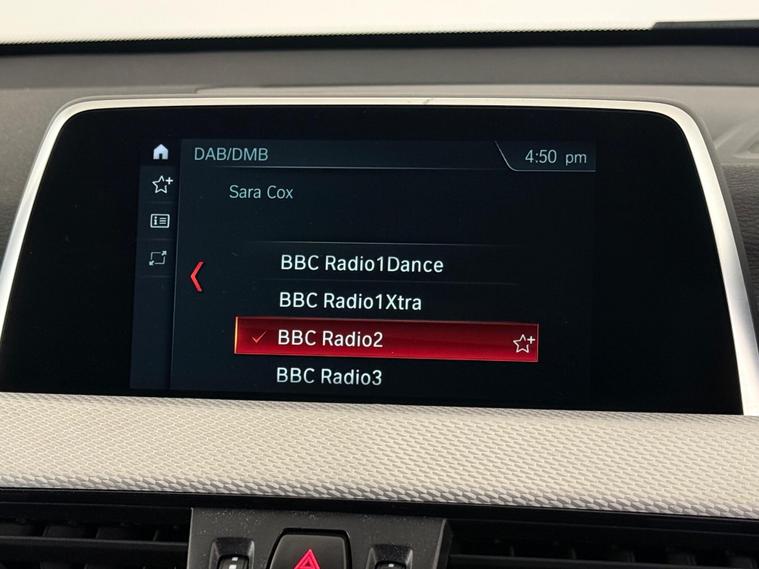 DAB/DMB 4:50 pm
Sara Cox
BBC Radio1Dance
BBC Radio1Xtra
BBC Radio2
BBC Radio3